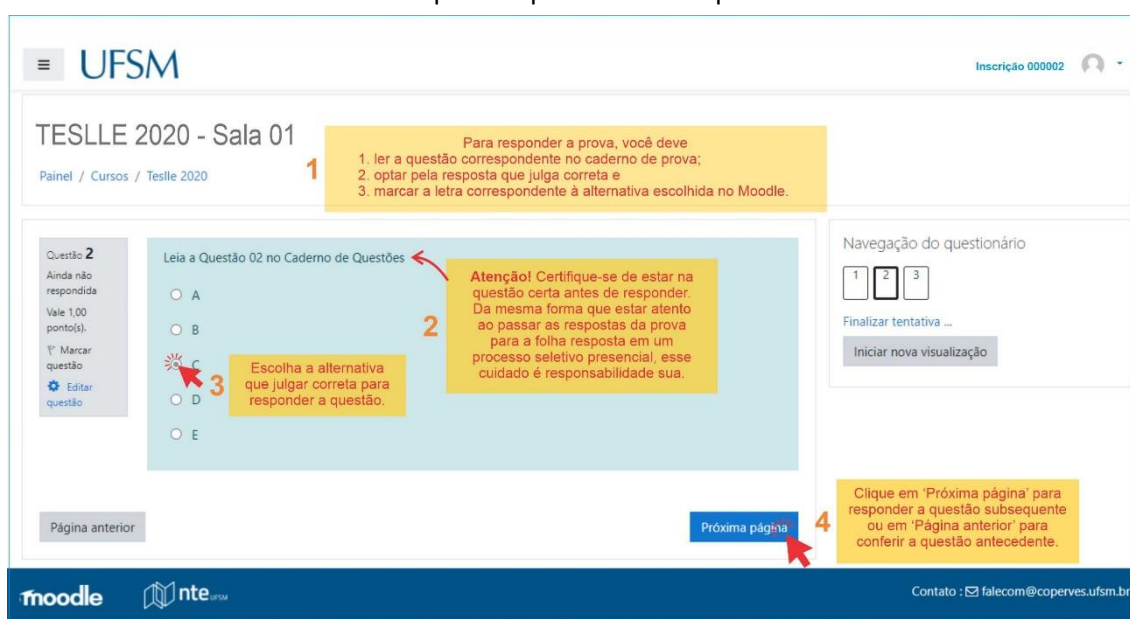 UFSM
Inscrição 000002
TESLLE 2020 - Sala 01
Painel / Cursos / Teslle 2020
1
Para responder a prova, você deve
1. ler a questão correspondente no caderno de prova;
2. optar pela resposta que julga correta e
3. marcar a letra correspondente à alternativa escolhida no Moodle.
Questão 2
Ainda não
respondida
Vale 1,00
ponto(s).
Marcar
questão
Editar
questão
Leia a Questão 02 no Caderno de Questões
A
B
C
D
E
2
Atenção! Certifique-se de estar na
questão certa antes de responder.
Da mesma forma que estar atento
ao passar as respostas da prova
para a folha resposta em um
processo seletivo presencial, esse
cuidado é responsabilidade sua.
3
Escolha a alternativa
que julgar correta para
responder a questão.
Navegação do questionário
1 2 3
Finalizar tentativa ...
Iniciar nova visualização
Página anterior
Próxima página
4
Clique em 'Próxima página' para
responder a questão subsequente
ou em 'Página anterior' para
conferir a questão antecedente.
moodle
nte UFSM
Contato : falecom@coperves.ufsm.br